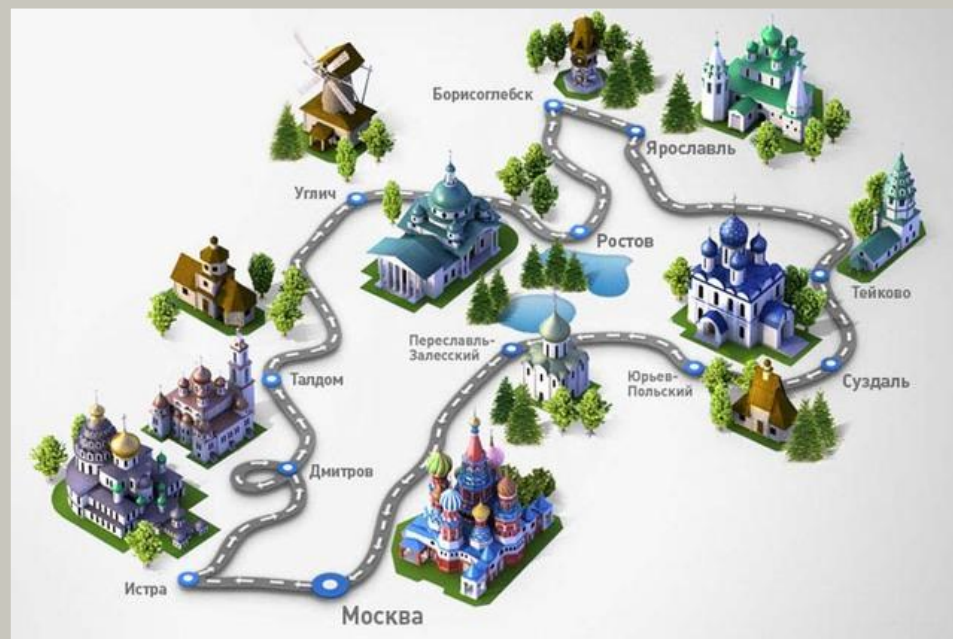 Борисоглебск
Ярославль
Углич
Ростов
Тейково
Переславль-
Залесский
Юрьев-
Польский
Суздаль
Талдом
Дмитров
Истра
Москва